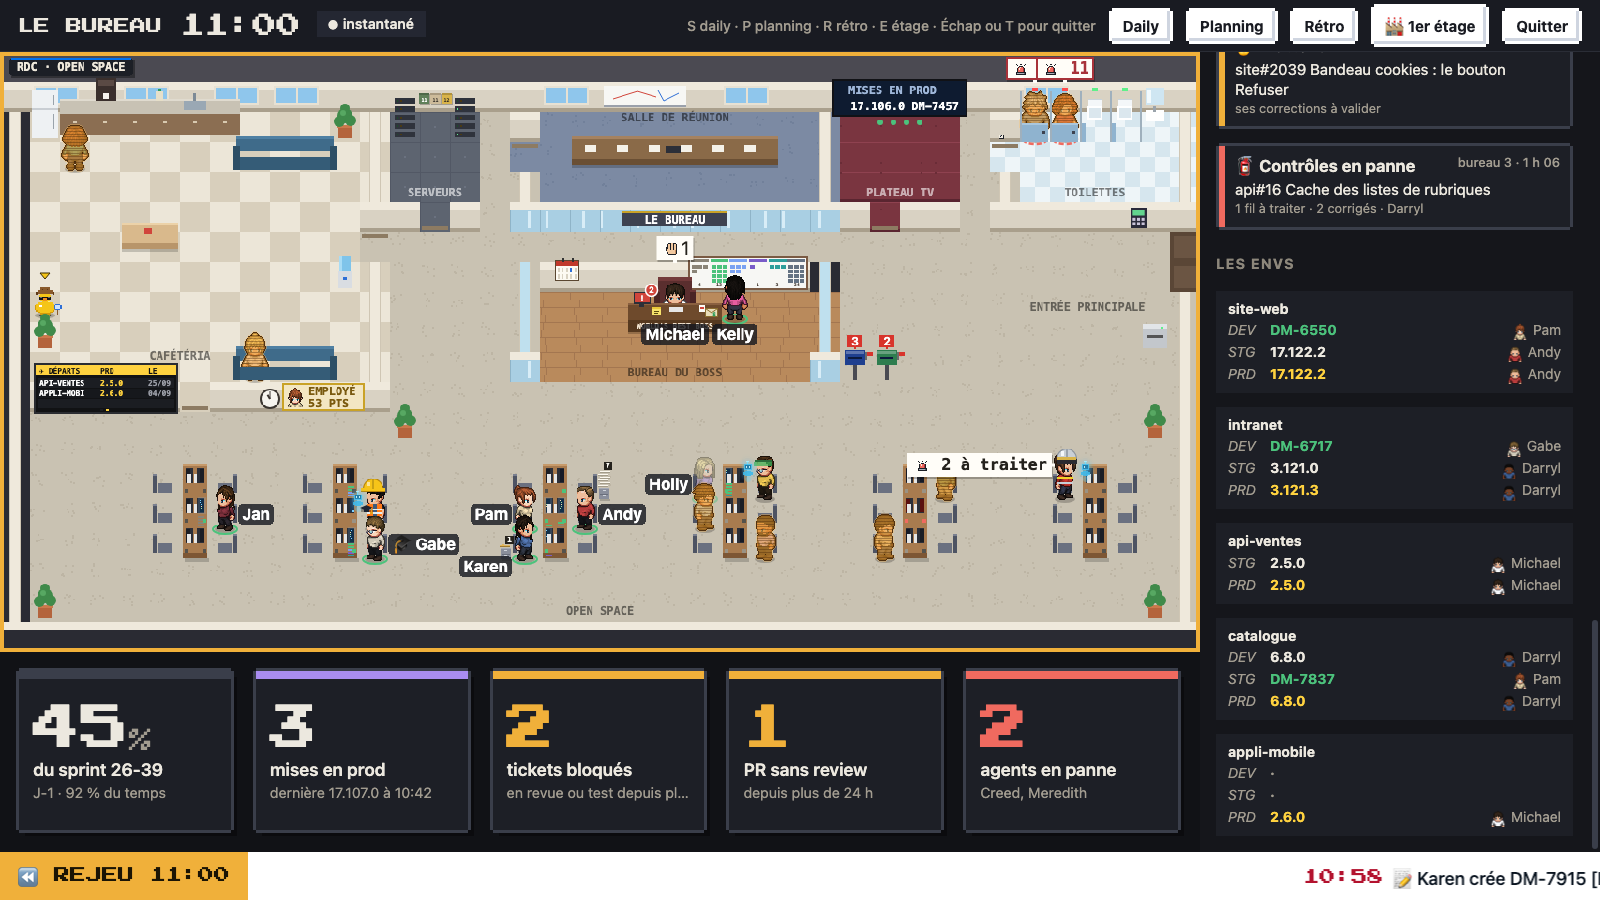 LE BUREAU 11:00 ● instantané
S daily · P planning · R rétro · E étage · Échap ou T pour quitter
Daily
Planning
Rétro
1er étage
Quitter
RDC · OPEN SPACE
11
MISES EN PROD
17.106.0 DM-7457
SALLE DE RÉUNION
SERVEURS
PLATEAU TV
TOILETTES
LE BUREAU
1
2
Michael
Kelly
BUREAU DU BOSS
ENTRÉE PRINCIPALE
3
2
CAFÉTÉRIA
DÉPARTS PRD LE
API-VENTES 2.5.0 25/09
APPLI-MOBI 2.6.0 04/09
EMPLOYÉ
53 PTS
2 à traiter
7
Holly
Jan
Pam
Andy
1
Gabe
Karen
OPEN SPACE
45%
du sprint 26-39
J-1 · 92 % du temps
3
mises en prod
dernière 17.107.0 à 10:42
2
tickets bloqués
en revue ou test depuis pl...
1
PR sans review
depuis plus de 24 h
2
agents en panne
Creed, Meredith
site#2039 Bandeau cookies : le bouton
Refuser
ses corrections à valider
Contrôles en panne
bureau 3 · 1 h 06
api#16 Cache des listes de rubriques
1 fil à traiter · 2 corrigés · Darryl
LES ENVS
site-web
DEV DM-6550 Pam
STG 17.122.2 Andy
PRD 17.122.2 Andy
intranet
DEV DM-6717 Gabe
STG 3.121.0 Darryl
PRD 3.121.3 Darryl
api-ventes
STG 2.5.0 Michael
PRD 2.5.0 Michael
catalogue
DEV 6.8.0 Darryl
STG DM-7837 Pam
PRD 6.8.0 Darryl
appli-mobile
DEV ·
STG ·
PRD 2.6.0 Michael
REJEU 11:00
10:58 Karen crée DM-7915